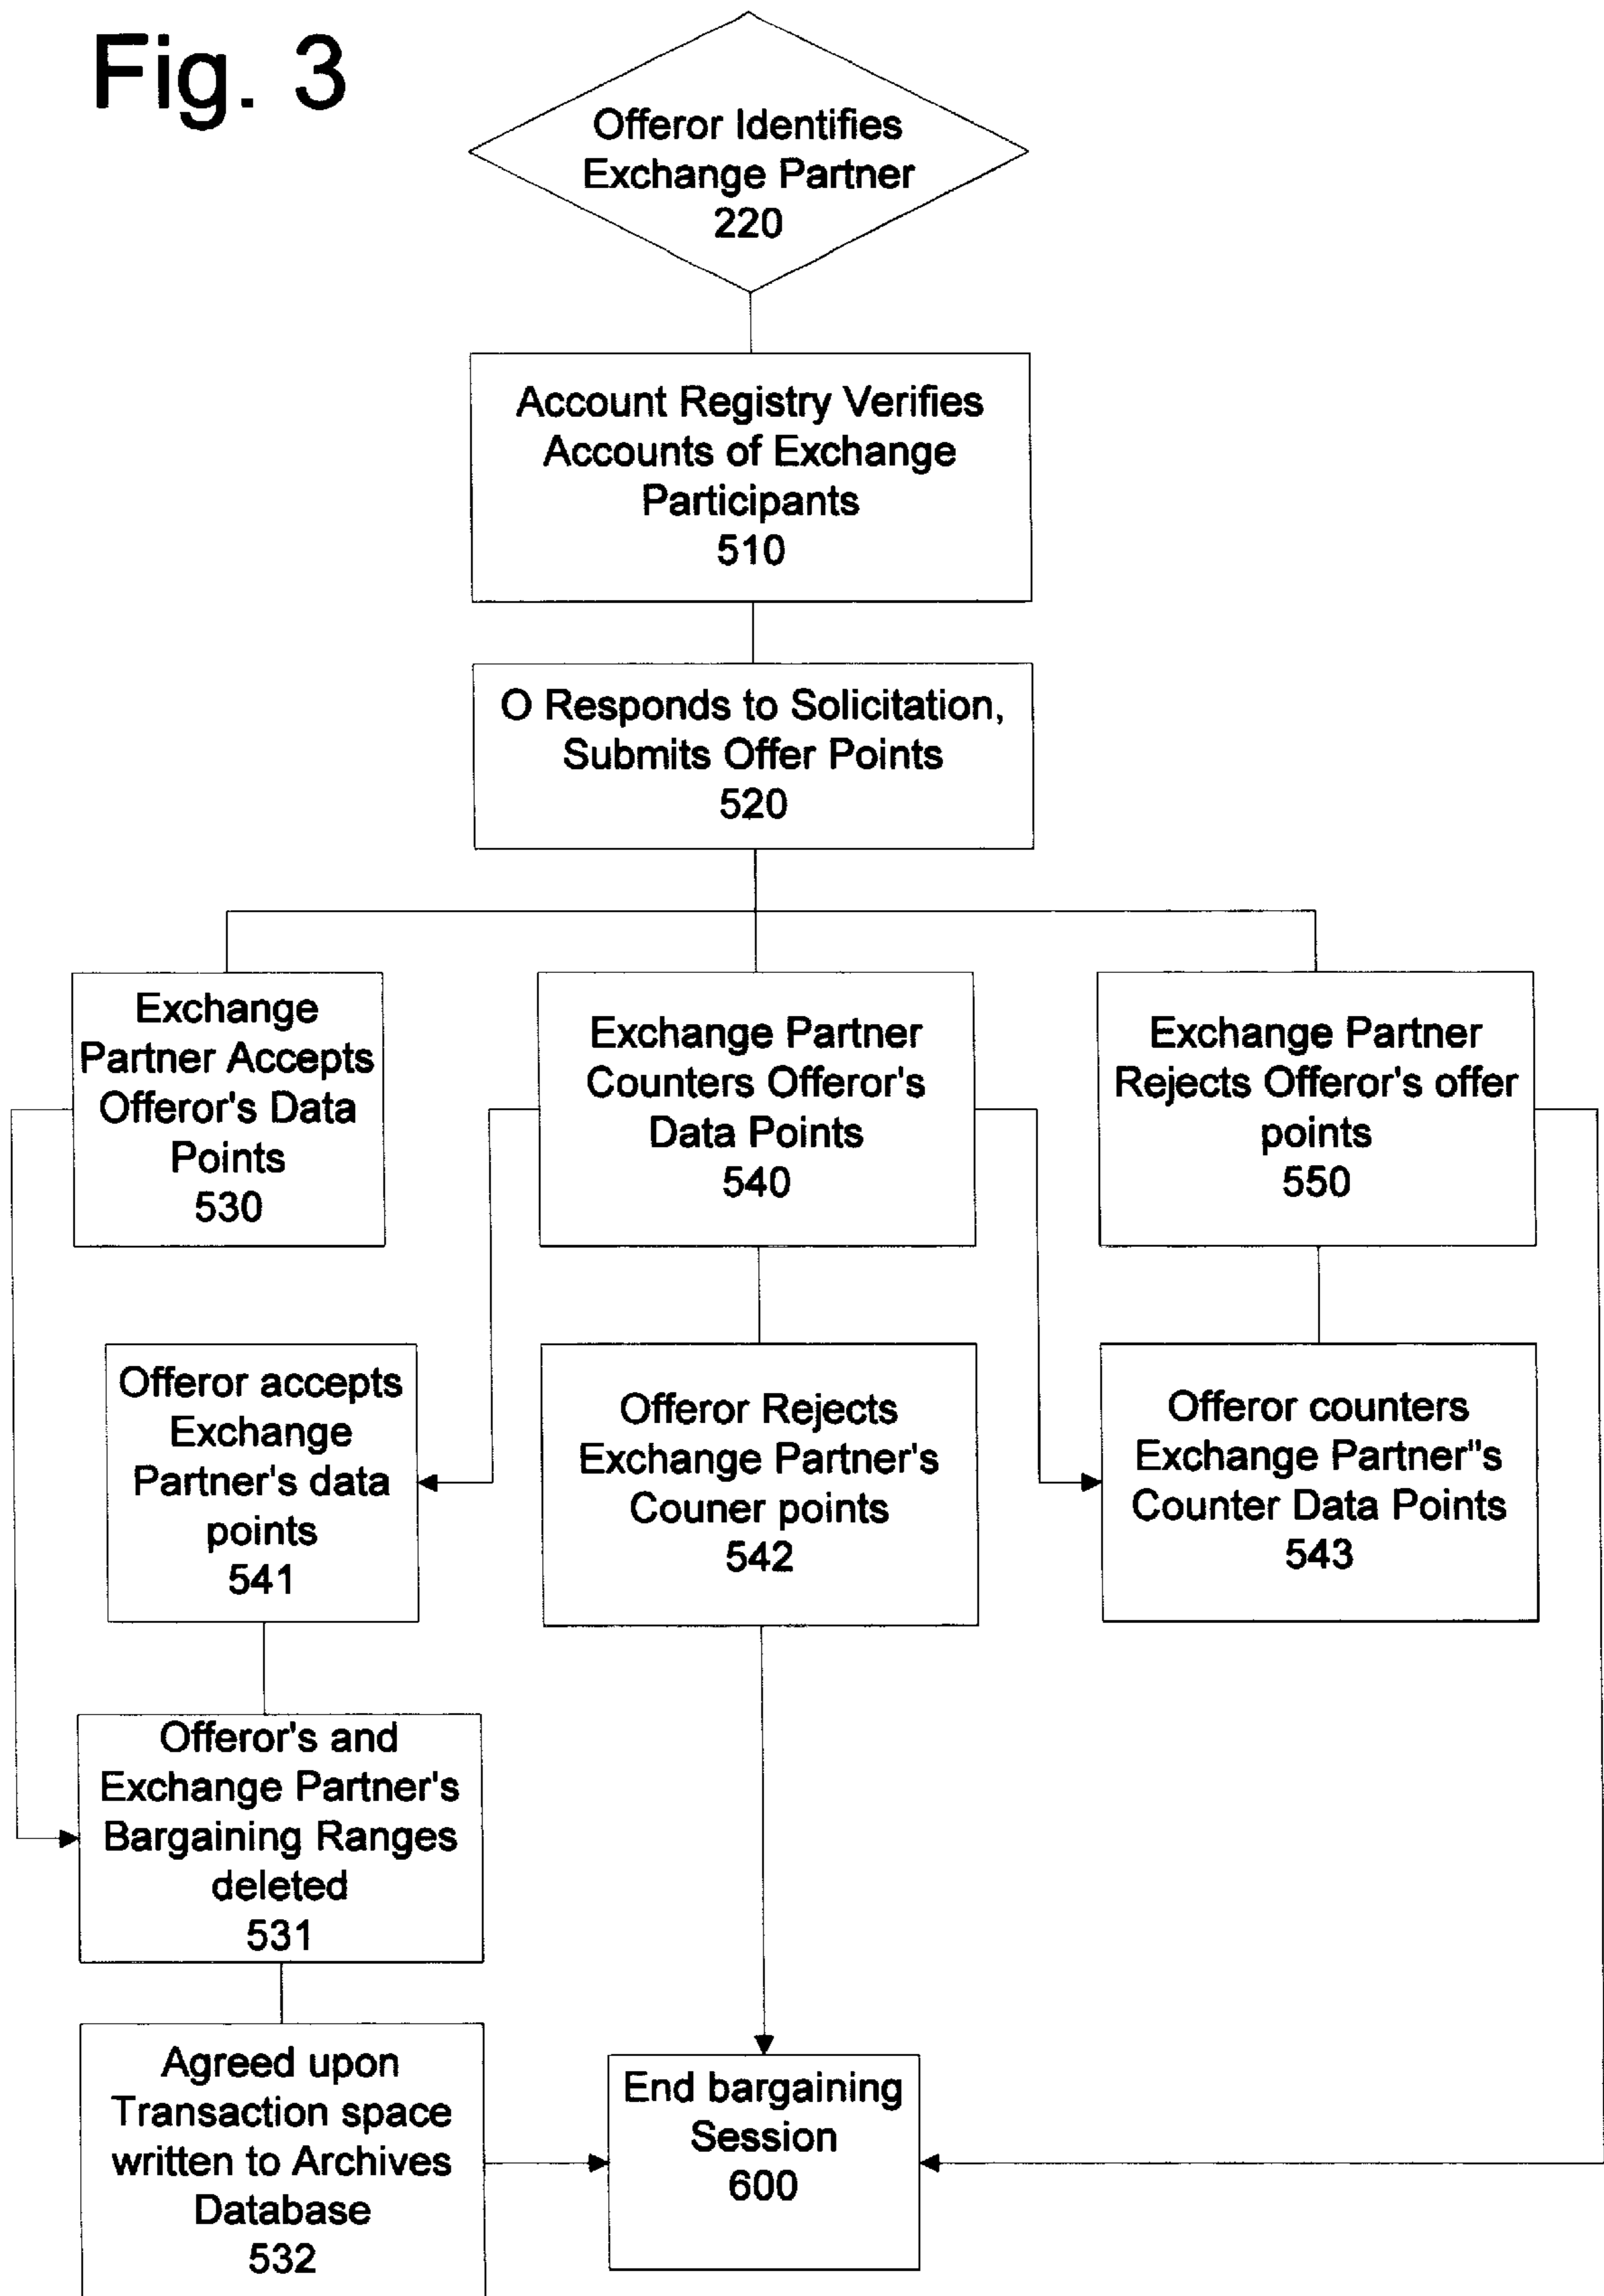 Fig. 3
Offeror Identifies
Exchange Partner
220
Account Registry Verifies
Accounts of Exchange
Participants
510
O Responds to Solicitation,
Submits Offer Points
520
Exchange
Partner Accepts
Offeror's Data
Points
530
Exchange Partner
Counters Offeror's
Data Points
540
Exchange Partner
Rejects Offeror's offer
points
550
Offeror accepts
Exchange
Partner's data
points
541
Offeror Rejects
Exchange Partner's
Couner points
542
Offeror counters
Exchange Partner"s
Counter Data Points
543
Offeror's and
Exchange Partner's
Bargaining Ranges
deleted
531
Agreed upon
Transaction space
written to Archives
Database
532
End bargaining
Session
600